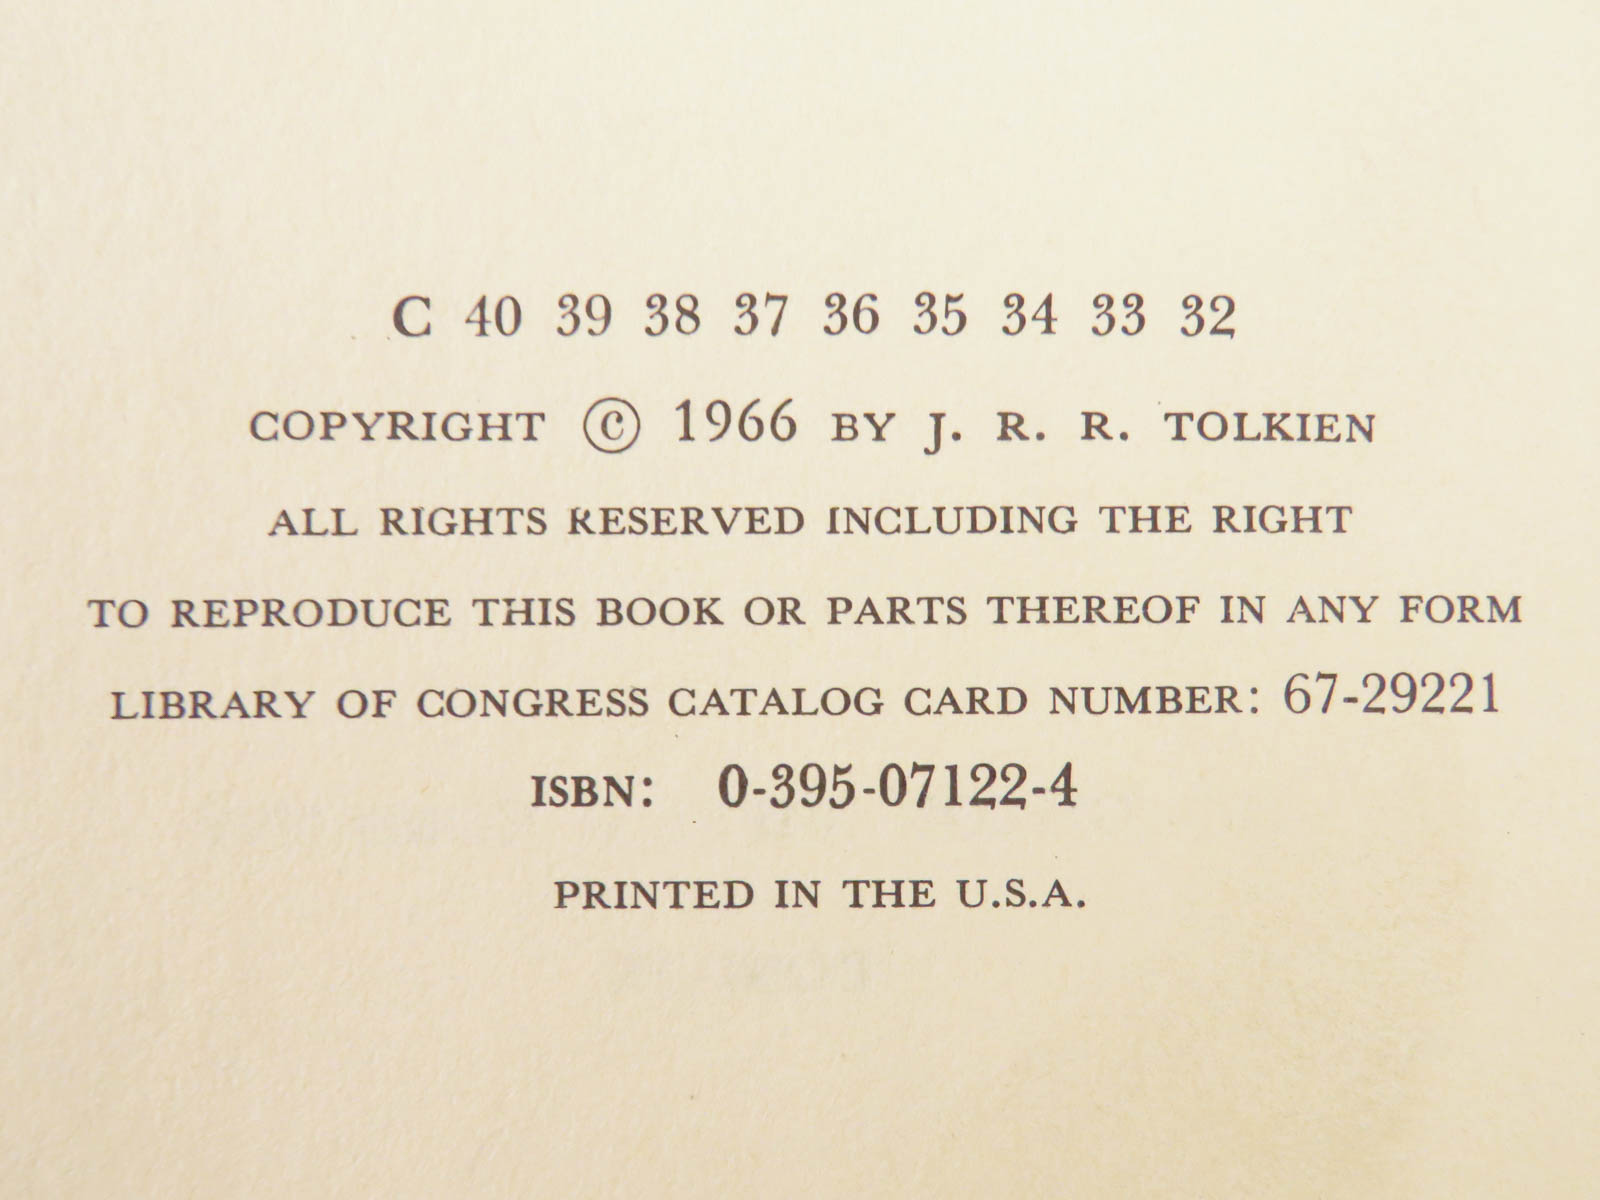 C 40 39 38 37 36 35 34 33 32
COPYRIGHT © 1966 BY J. R. R. TOLKIEN
ALL RIGHTS RESERVED INCLUDING THE RIGHT
TO REPRODUCE THIS BOOK OR PARTS THEREOF IN ANY FORM
LIBRARY OF CONGRESS CATALOG CARD NUMBER: 67-29221
ISBN: 0-395-07122-4
PRINTED IN THE U.S.A.